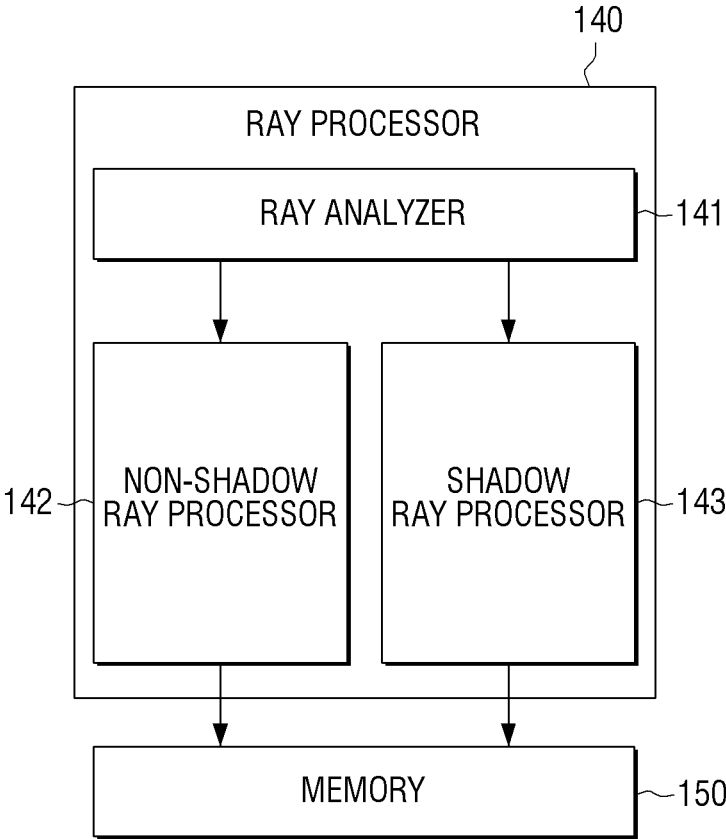 140
RAY PROCESSOR
RAY ANALYZER
141
NON-SHADOW
RAY PROCESSOR
142
SHADOW
RAY PROCESSOR
143
MEMORY
150